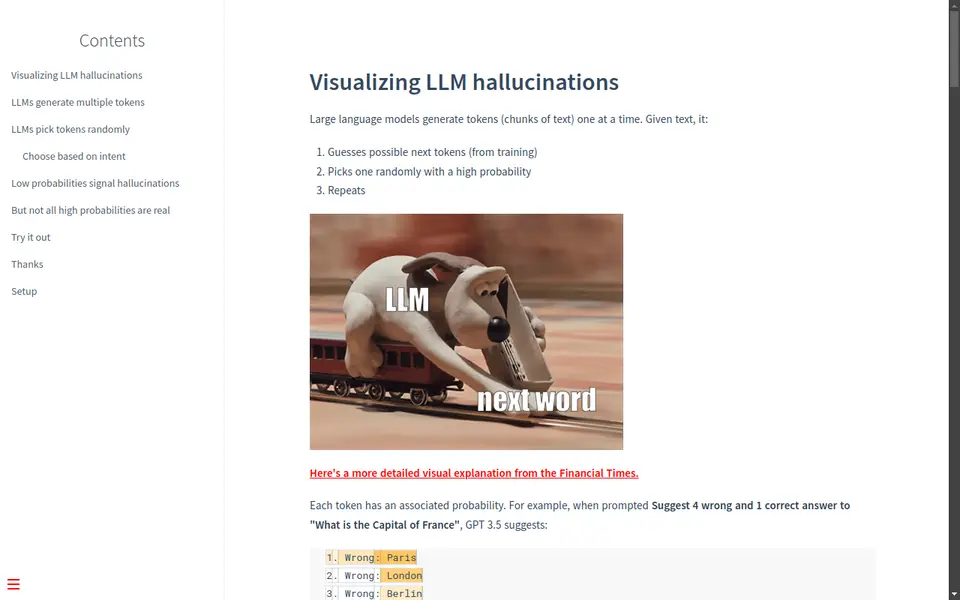 Contents
Visualizing LLM hallucinations
LLMs generate multiple tokens
LLMs pick tokens randomly
Choose based on intent
Low probabilities signal hallucinations
But not all high probabilities are real
Try it out
Thanks
Setup
Visualizing LLM hallucinations
Large language models generate tokens (chunks of text) one at a time. Given text, it:
1. Guesses possible next tokens (from training)
2. Picks one randomly with a high probability
3. Repeats
LLM
next word
Here's a more detailed visual explanation from the Financial Times.
Each token has an associated probability. For example, when prompted Suggest 4 wrong and 1 correct answer to
"What is the Capital of France", GPT 3.5 suggests:
1. Wrong: Paris
2. Wrong: London
3. Wrong: Berlin